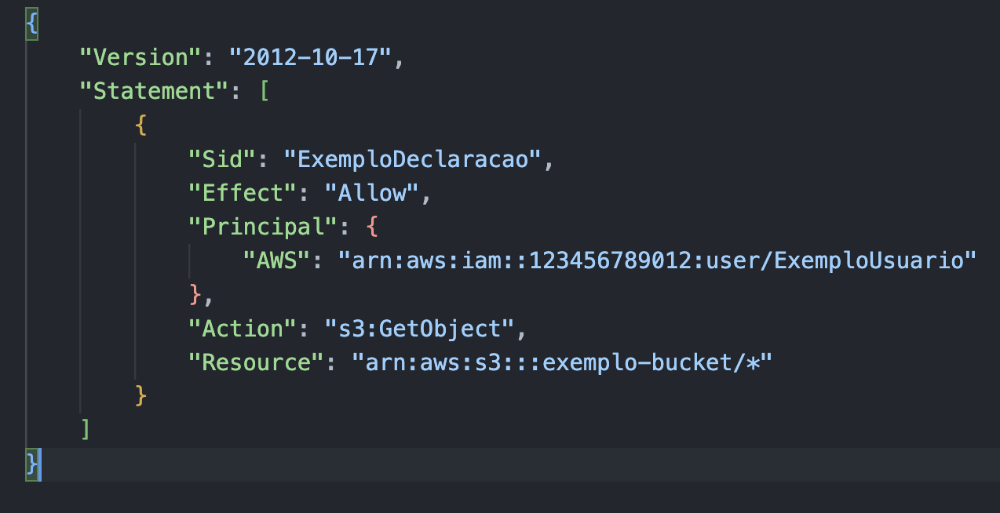 {
"Version": "2012-10-17",
"Statement": [
{
"Sid": "ExemploDeclaracao",
"Effect": "Allow",
"Principal": {
"AWS": "arn:aws:iam::123456789012:user/ExemploUsuario"
},
"Action": "s3:GetObject",
"Resource": "arn:aws:s3:::exemplo-bucket/*"
}
]
}